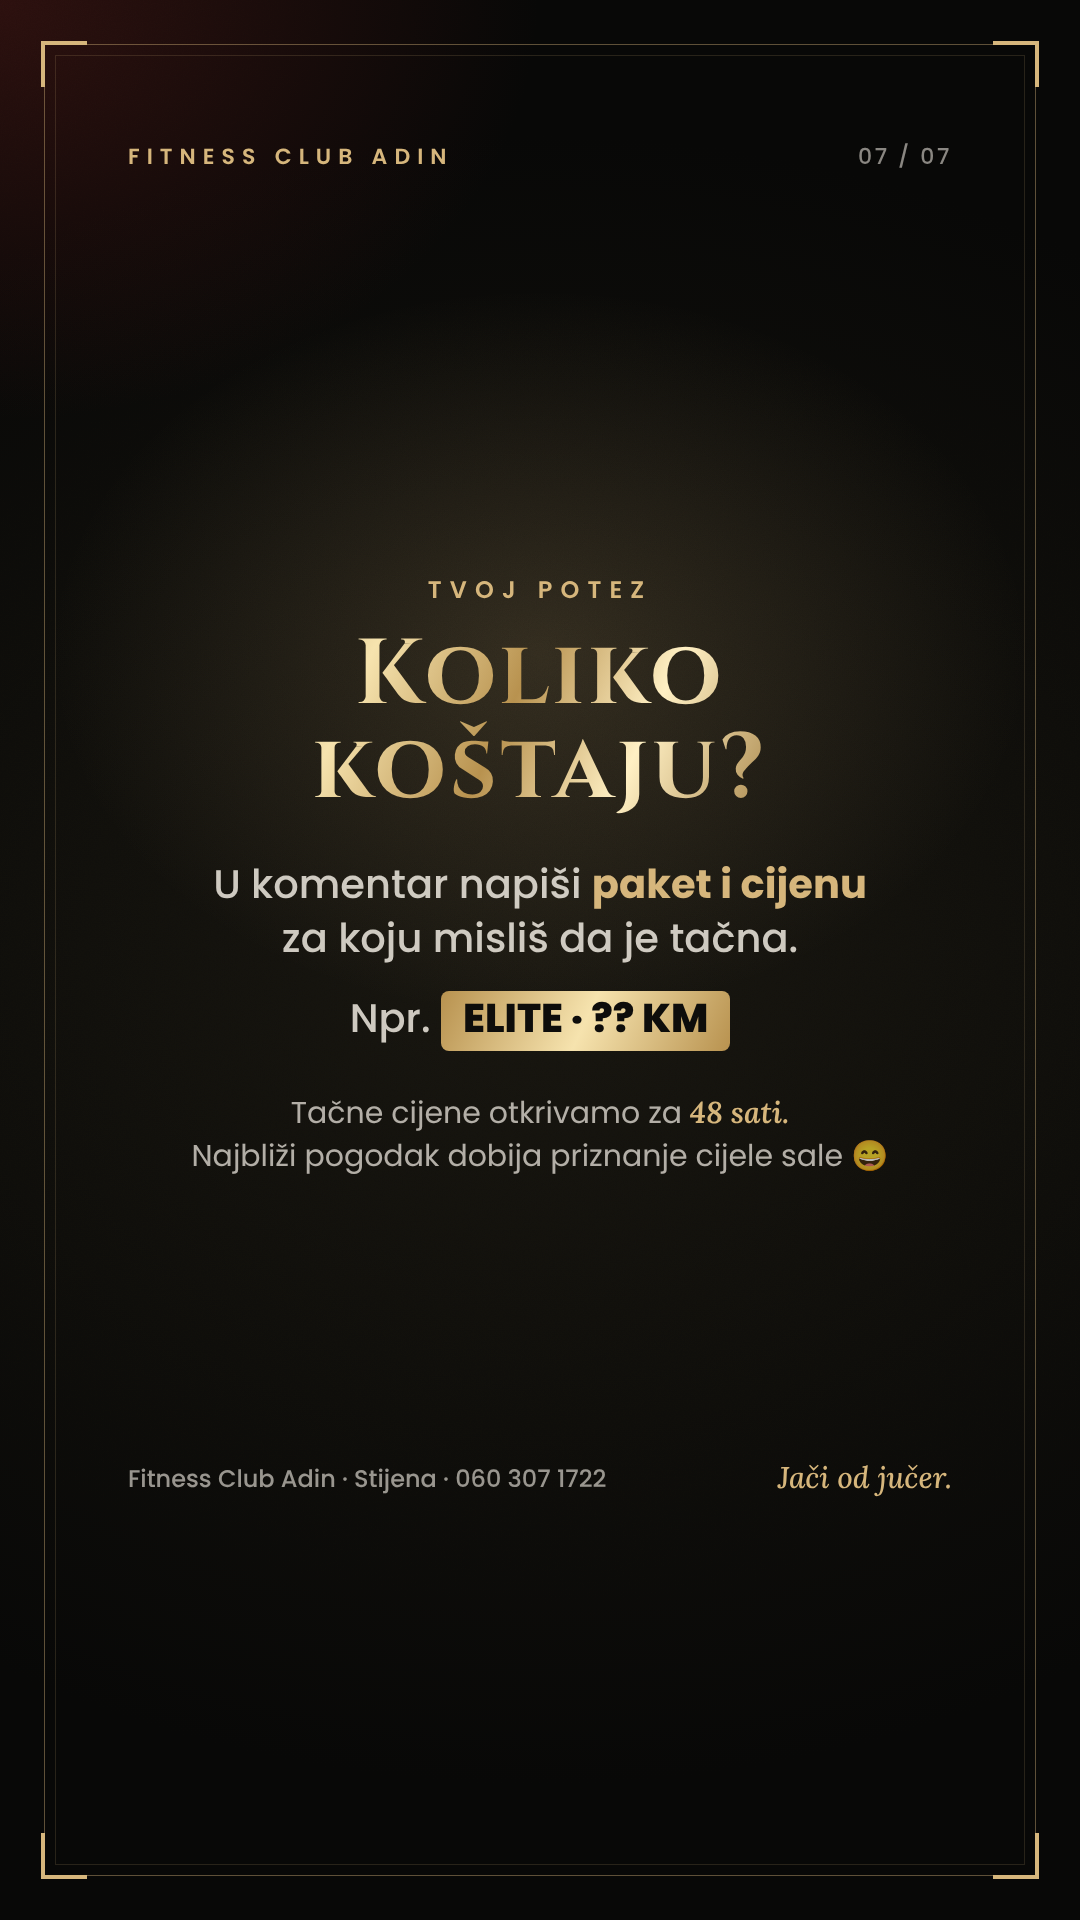 FITNESS CLUB ADIN
07 / 07
TVOJ POTEZ
KOLIKO
KOŠTAJU?
U komentar napiši paket i cijenu
za koju misliš da je tačna.
Npr. ELITE · ?? KM
Tačne cijene otkrivamo za 48 sati.
Najbliži pogodak dobija priznanje cijele sale 😄
Fitness Club Adin · Stijena · 060 307 1722
Jači od jučer.